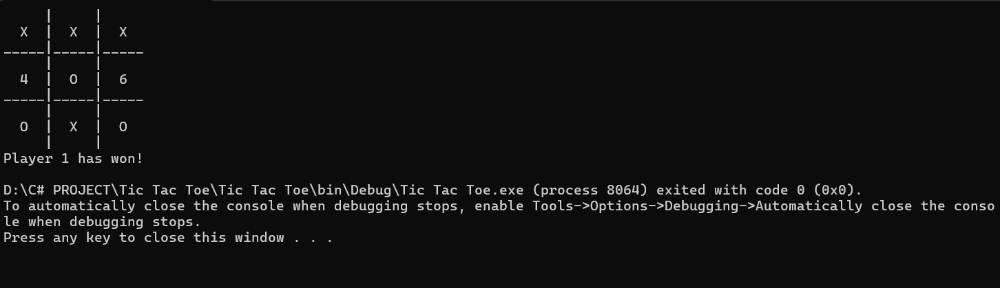 |     |
  X  |  X  |  X
_____|_____|_____
     |     |
  4  |  O  |  6
_____|_____|_____
     |     |
  O  |  X  |  O
     |     |
Player 1 has won!

D:\C# PROJECT\Tic Tac Toe\Tic Tac Toe\bin\Debug\Tic Tac Toe.exe (process 8064) exited with code 0 (0x0).
To automatically close the console when debugging stops, enable Tools->Options->Debugging->Automatically close the conso
le when debugging stops.
Press any key to close this window . . .